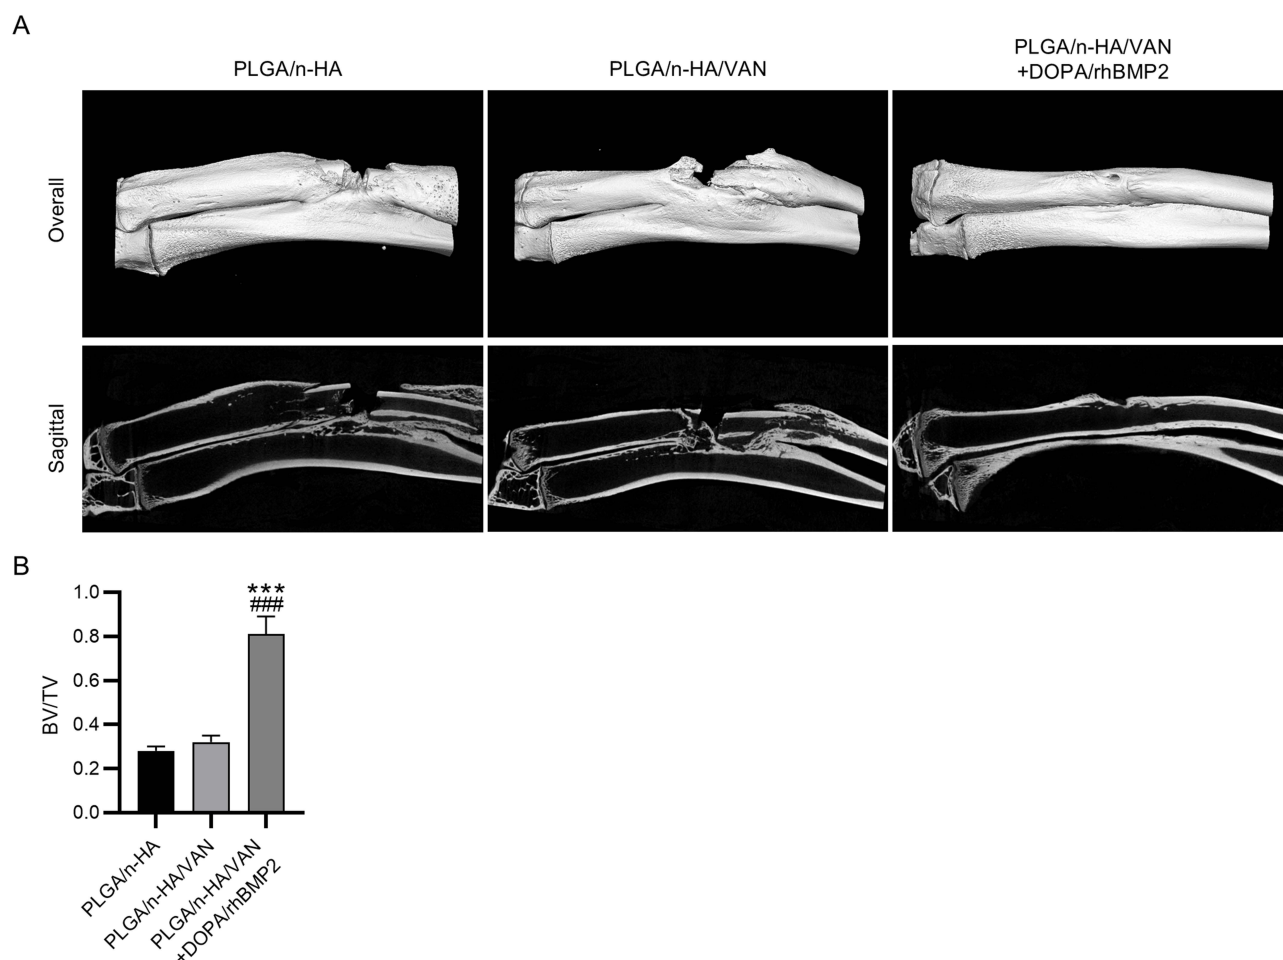 A
PLGA/n-HA
PLGA/n-HA/VAN
PLGA/n-HA/VAN
+DOPA/rhBMP2
Overall
Sagittal
B
***
###
1.0
0.8
0.6
0.4
0.2
0.0
BV/TV
PLGA/n-HA
PLGA/n-HA/VAN
PLGA/n-HA/VAN
+DOPA/rhBMP2